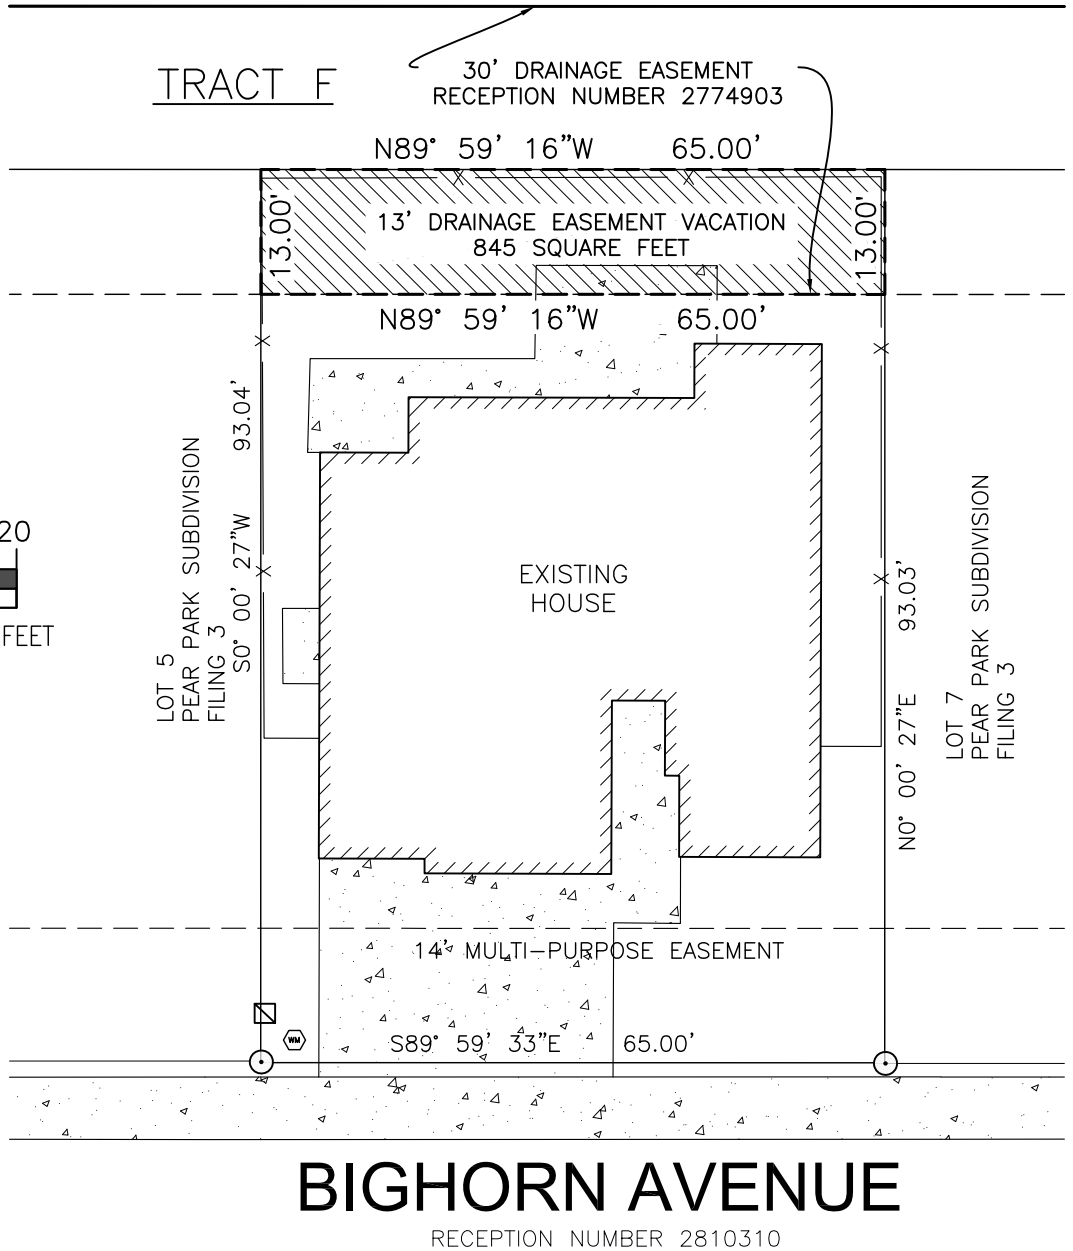 TRACT F
30' DRAINAGE EASEMENT
RECEPTION NUMBER 2774903
N89° 59' 16"W 65.00'
13.00'
13' DRAINAGE EASEMENT VACATION
845 SQUARE FEET
13.00'
N89° 59' 16"W 65.00'
S0° 00' 27"W 93.04'
LOT 5
PEAR PARK SUBDIVISION
FILING 3
20
FEET
EXISTING
HOUSE
N0° 00' 27"E 93.03'
LOT 7
PEAR PARK SUBDIVISION
FILING 3
14' MULTI-PURPOSE EASEMENT
WM
S89° 59' 33"E 65.00'
BIGHORN AVENUE
RECEPTION NUMBER 2810310